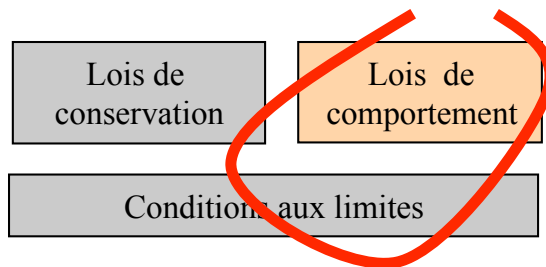 Lois de
conservation
Lois de
comportement
Conditions aux limites